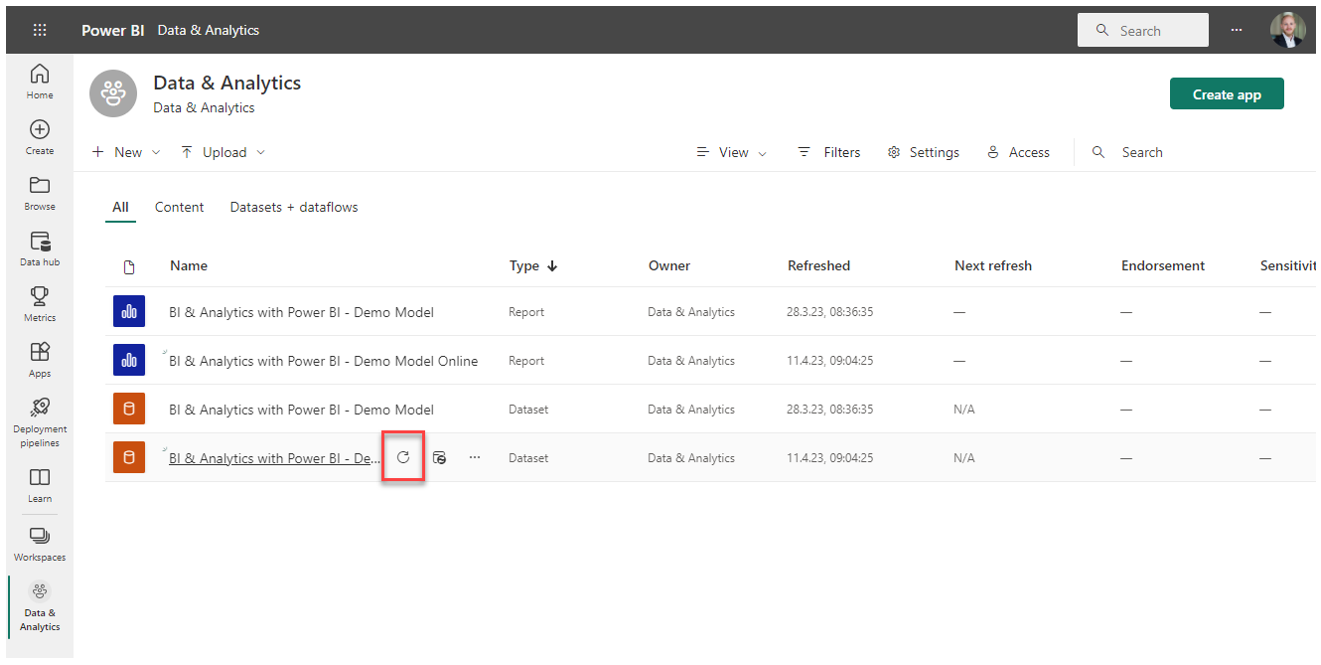 Power BI Data & Analytics
Search
Home
Create
Browse
Data hub
Metrics
Apps
Deployment
pipelines
Learn
Workspaces
Data &
Analytics
Data & Analytics
Data & Analytics
Create app
New Upload View Filters Settings Access Search
All Content Datasets + dataflows
Name Type Owner Refreshed Next refresh Endorsement Sensitivit
BI & Analytics with Power BI - Demo Model Report Data & Analytics 28.3.23, 08:36:35 — — —
BI & Analytics with Power BI - Demo Model Online Report Data & Analytics 11.4.23, 09:04:25 — — —
BI & Analytics with Power BI - Demo Model Dataset Data & Analytics 28.3.23, 08:36:35 N/A — —
BI & Analytics with Power BI - De... Dataset Data & Analytics 11.4.23, 09:04:25 N/A — —